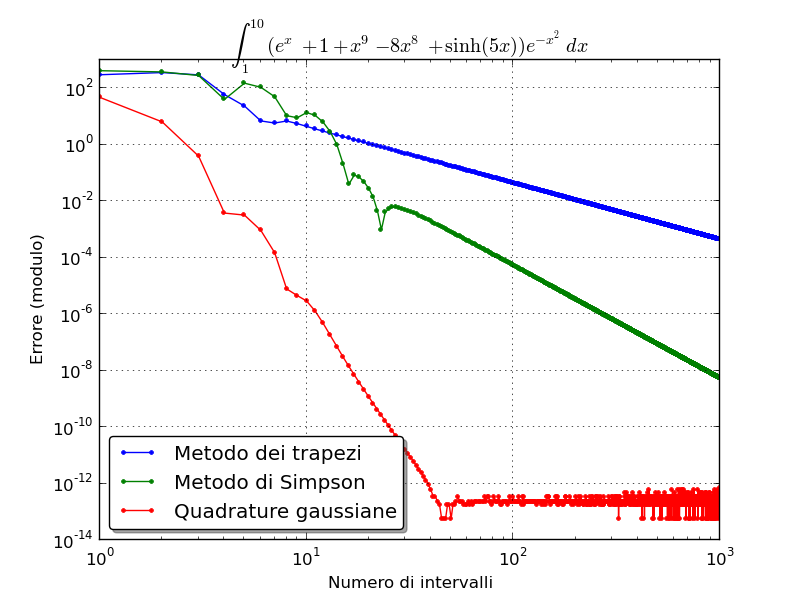 ∫₁¹⁰ (eˣ + 1 + x⁹ − 8x⁸ + sinh(5x))e^{−x²} dx
10²
10⁰
10⁻²
10⁻⁴
10⁻⁶
10⁻⁸
10⁻¹⁰
10⁻¹²
10⁻¹⁴
Errore (modulo)
Metodo dei trapezi
Metodo di Simpson
Quadrature gaussiane
10⁰ 10¹ 10² 10³
Numero di intervalli